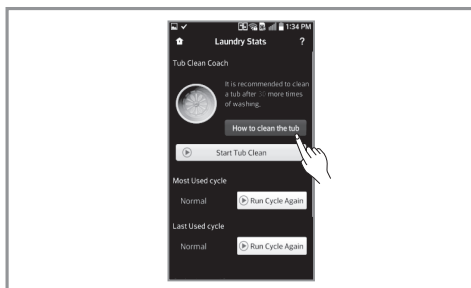 1:34 PM
Laundry Stats ?
Tub Clean Coach
It is recommended to clean
a tub after 30 more times
of washing.
How to clean the tub
Start Tub Clean
Most Used cycle
Normal Run Cycle Again
Last Used cycle
Normal Run Cycle Again